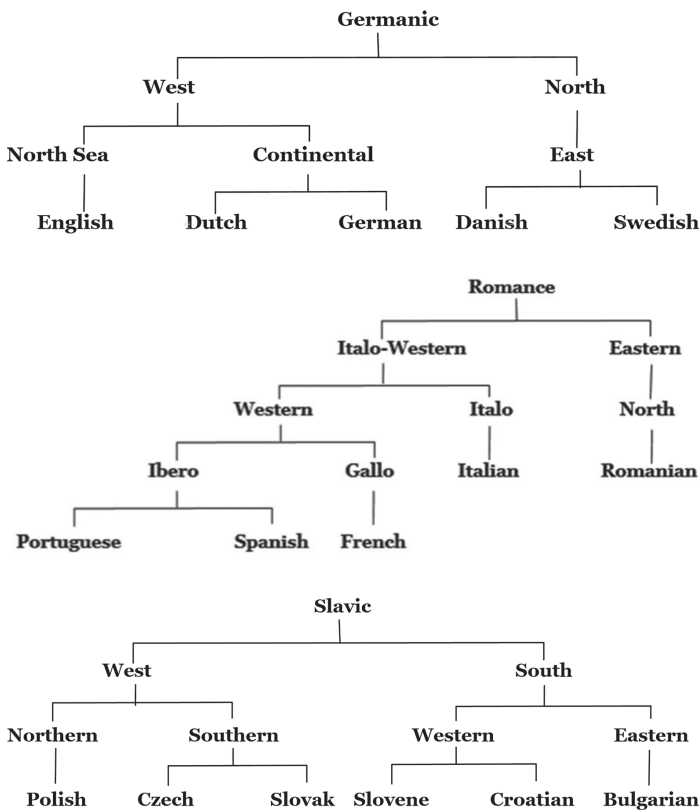 Germanic
West North
North Sea Continental East
English Dutch German Danish Swedish
Romance
Italo-Western Eastern
Western Italo North
Ibero Gallo Italian Romanian
Portuguese Spanish French
Slavic
West South
Northern Southern Western Eastern
Polish Czech Slovak Slovene Croatian Bulgarian